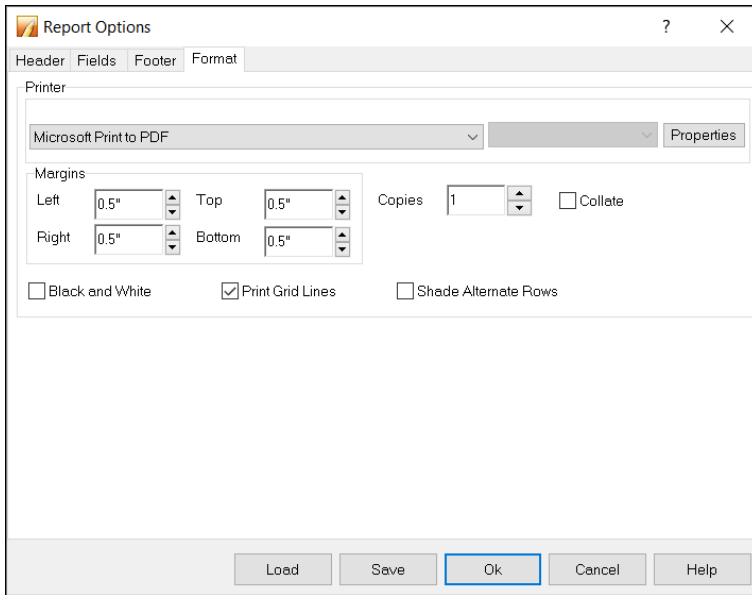 Report Options
?
Header Fields Footer Format
Printer
Microsoft Print to PDF Properties
Margins
Left 0.5" Top 0.5" Copies 1 Collate
Right 0.5" Bottom 0.5"
Black and White Print Grid Lines Shade Alternate Rows
Load Save Ok Cancel Help